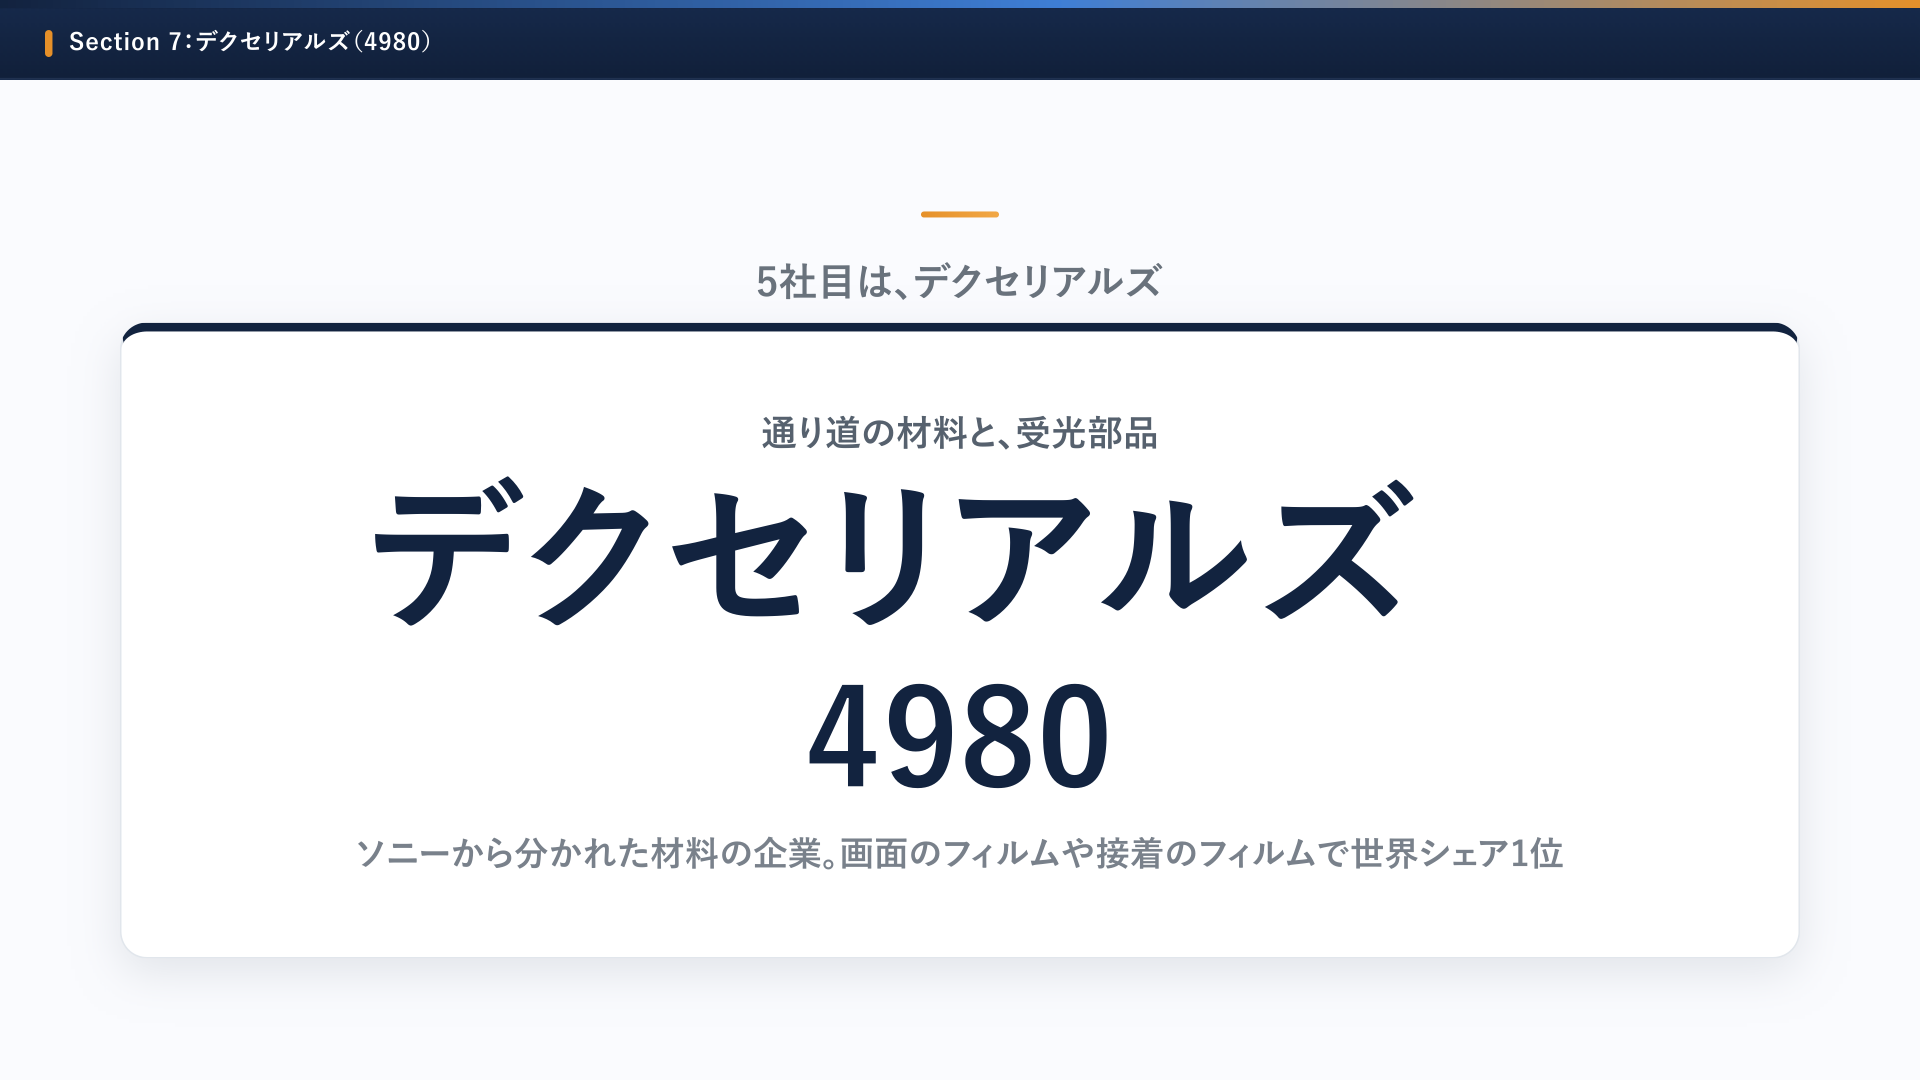 Section 7：デクセリアルズ（4980）
5社目は、デクセリアルズ
通り道の材料と、受光部品
デクセリアルズ
4980
ソニーから分かれた材料の企業。画面のフィルムや接着のフィルムで世界シェア1位